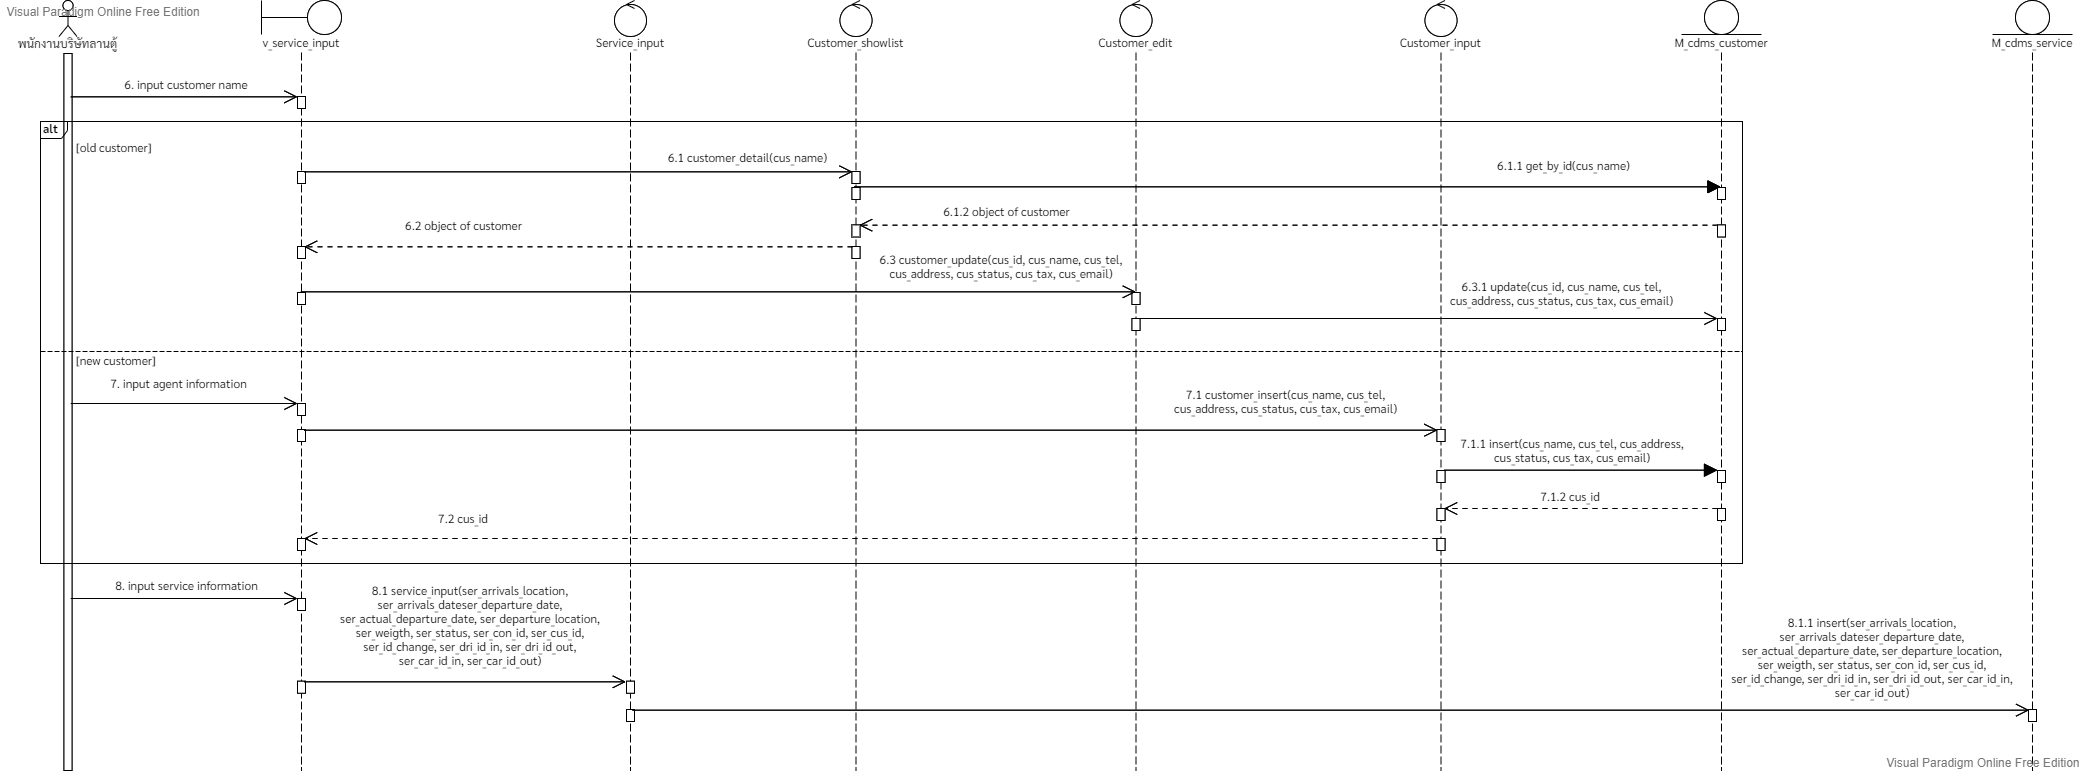 Visual Paradigm Online Free Edition
พนักงานบริษัทลานตู้
v_service_input
Service_input
Customer_showlist
Customer_edit
Customer_input
M_cdms_customer
M_cdms_service
6. input customer name
alt
[old customer]
6.1 customer_detail(cus_name)
6.1.1 get_by_id(cus_name)
6.1.2 object of customer
6.2 object of customer
6.3 customer_update(cus_id, cus_name, cus_tel,
cus_address, cus_status, cus_tax, cus_email)
6.3.1 update(cus_id, cus_name, cus_tel,
cus_address, cus_status, cus_tax, cus_email)
[new customer]
7. input agent information
7.1 customer_insert(cus_name, cus_tel,
cus_address, cus_status, cus_tax, cus_email)
7.1.1 insert(cus_name, cus_tel, cus_address,
cus_status, cus_tax, cus_email)
7.1.2 cus_id
7.2 cus_id
8. input service information
8.1 service_input(ser_arrivals_location,
ser_arrivals_dateser_departure_date,
ser_actual_departure_date, ser_departure_location,
ser_weigth, ser_status, ser_con_id, ser_cus_id,
ser_id_change, ser_dri_id_in, ser_dri_id_out,
ser_car_id_in, ser_car_id_out)
8.1.1 insert(ser_arrivals_location,
ser_arrivals_dateser_departure_date,
ser_actual_departure_date, ser_departure_location,
ser_weigth, ser_status, ser_con_id, ser_cus_id,
ser_id_change, ser_dri_id_in, ser_dri_id_out, ser_car_id_in,
ser_car_id_out)
Visual Paradigm Online Free Edition